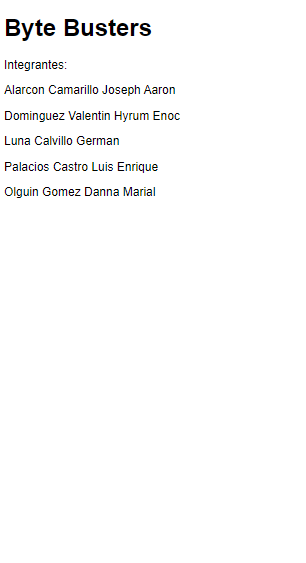 Byte Busters
Integrantes:
Alarcon Camarillo Joseph Aaron
Dominguez Valentin Hyrum Enoc
Luna Calvillo German
Palacios Castro Luis Enrique
Olguin Gomez Danna Marial